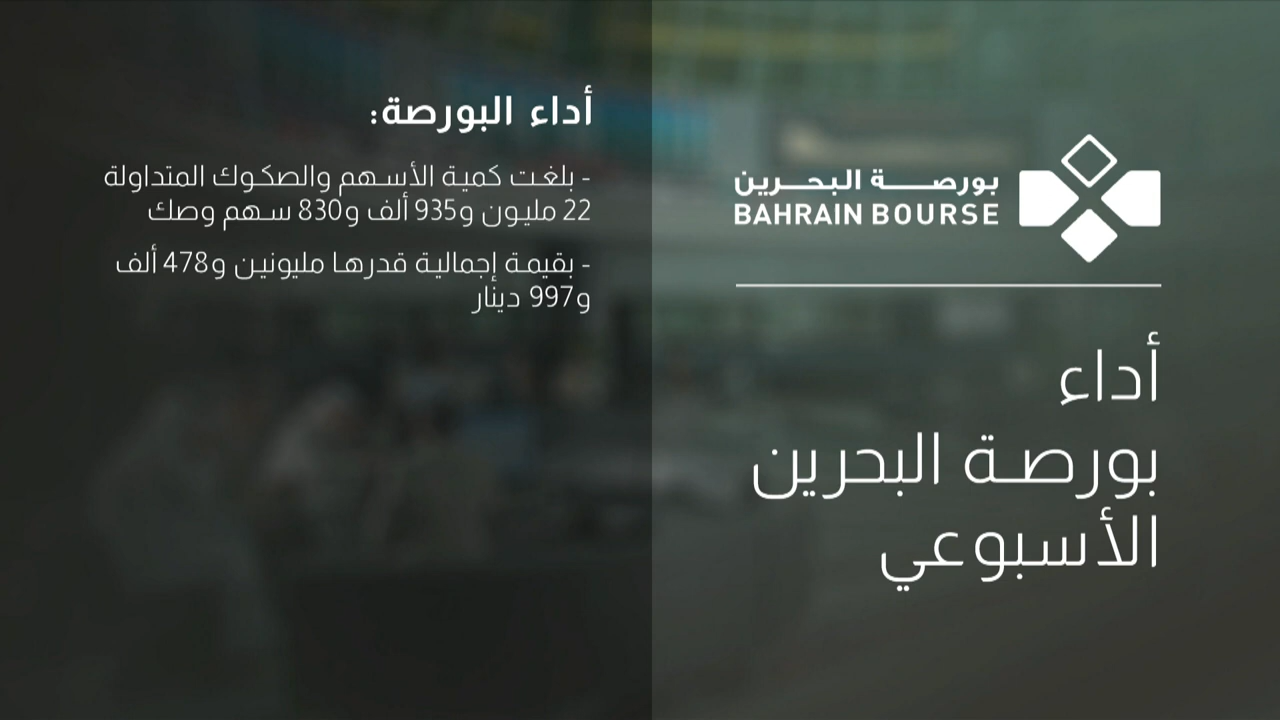 بورصة البحرين
BAHRAIN BOURSE
أداء
بورصة البحرين
الأسبوعي
أداء البورصة:
- بلغت كمية الأسهم والصكوك المتداولة
22 مليون و935 ألف و830 سهم وصك
- بقيمة إجمالية قدرها مليونين و478 ألف
و997 دينار